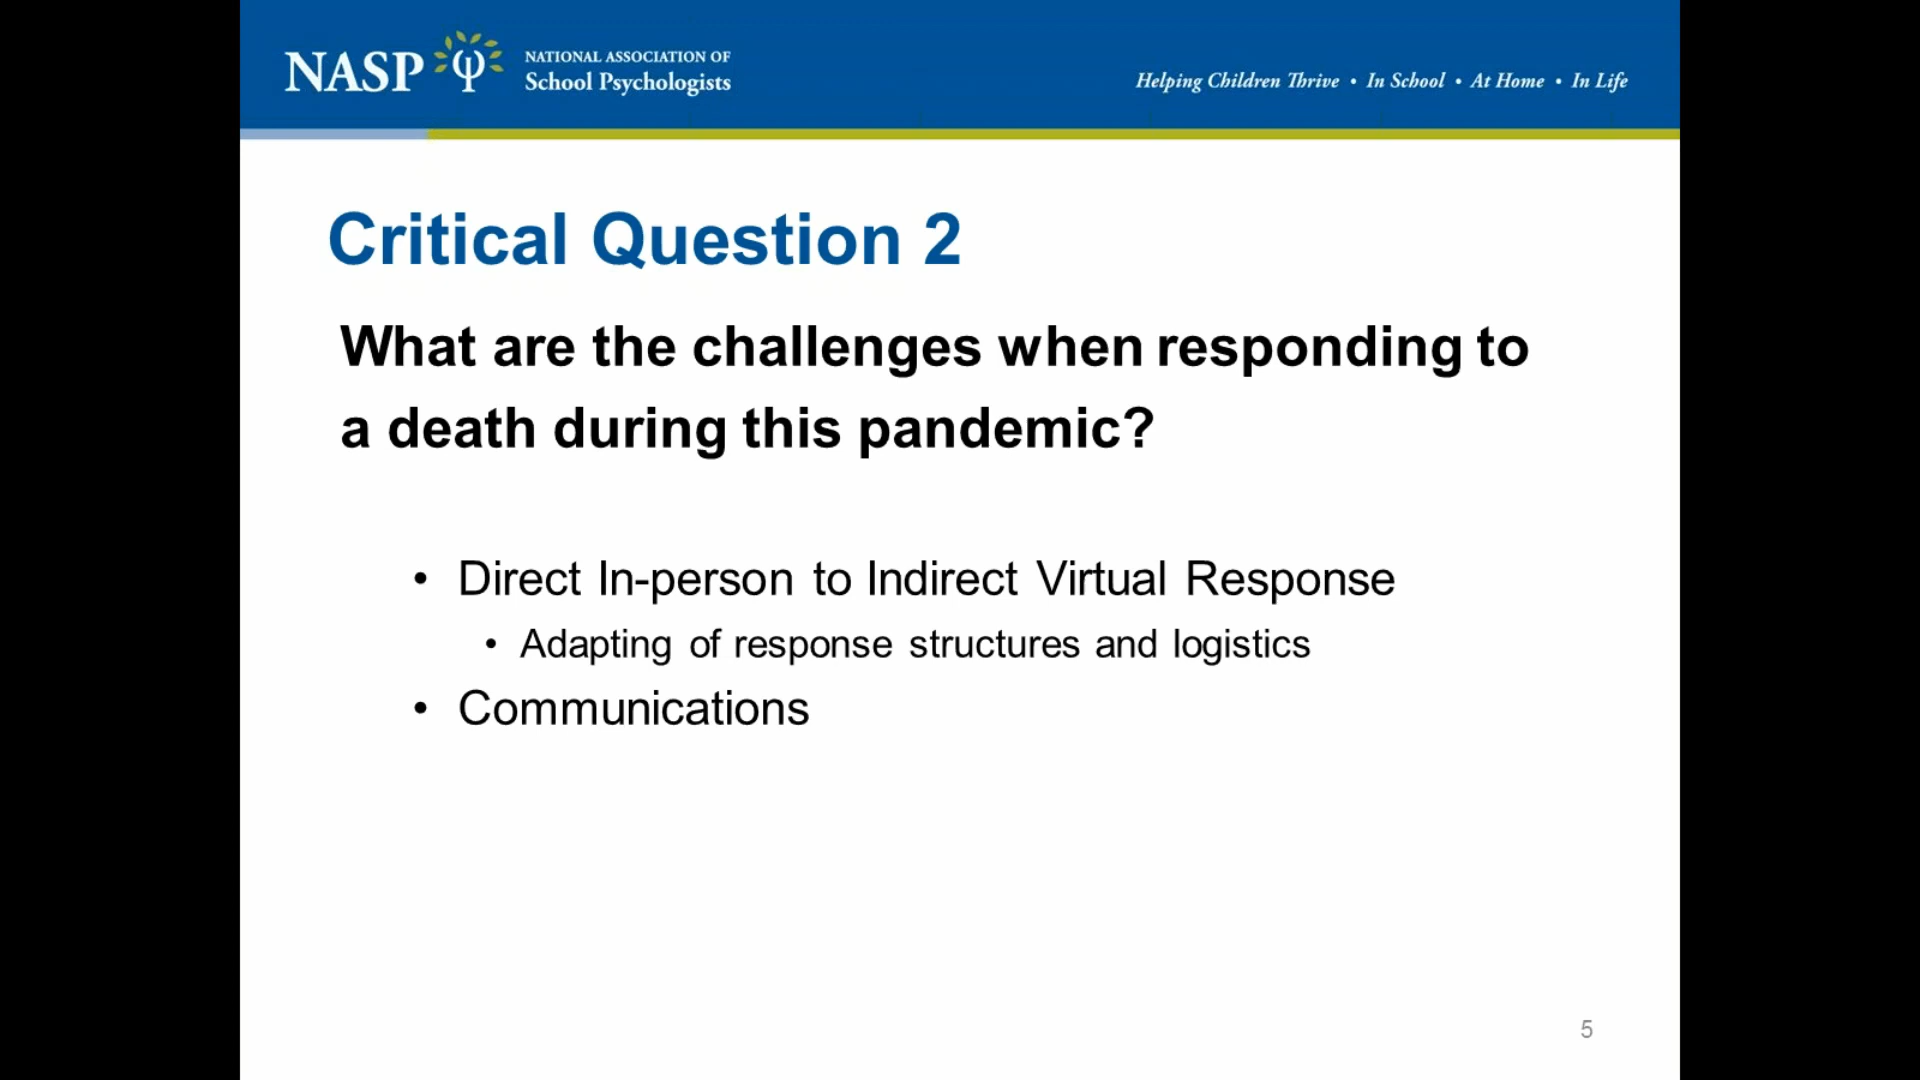 NASP
NATIONAL ASSOCIATION OF
School Psychologists
Helping Children Thrive • In School • At Home • In Life
Critical Question 2
What are the challenges when responding to
a death during this pandemic?
• Direct In-person to Indirect Virtual Response
• Adapting of response structures and logistics
• Communications
5